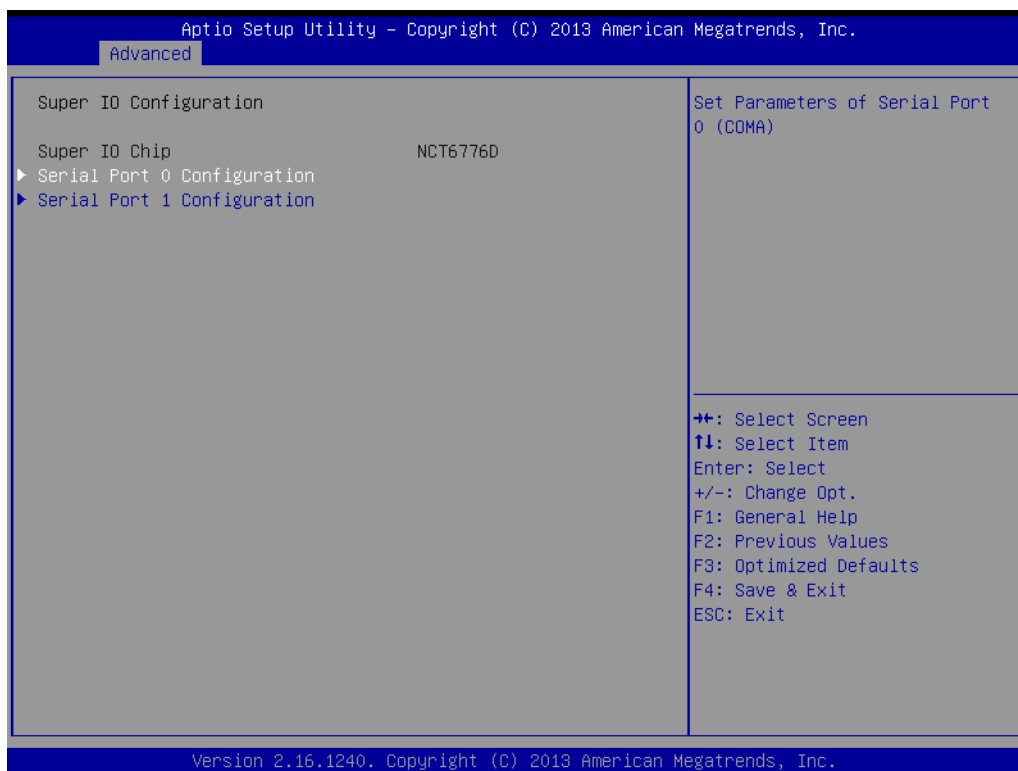 Aptio Setup Utility – Copyright (C) 2013 American Megatrends, Inc.
Advanced
Super IO Configuration
Super IO Chip NCT6776D
▶ Serial Port 0 Configuration
▶ Serial Port 1 Configuration
Set Parameters of Serial Port
0 (COMA)
→←: Select Screen
↑↓: Select Item
Enter: Select
+/-: Change Opt.
F1: General Help
F2: Previous Values
F3: Optimized Defaults
F4: Save & Exit
ESC: Exit
Version 2.16.1240. Copyright (C) 2013 American Megatrends, Inc.